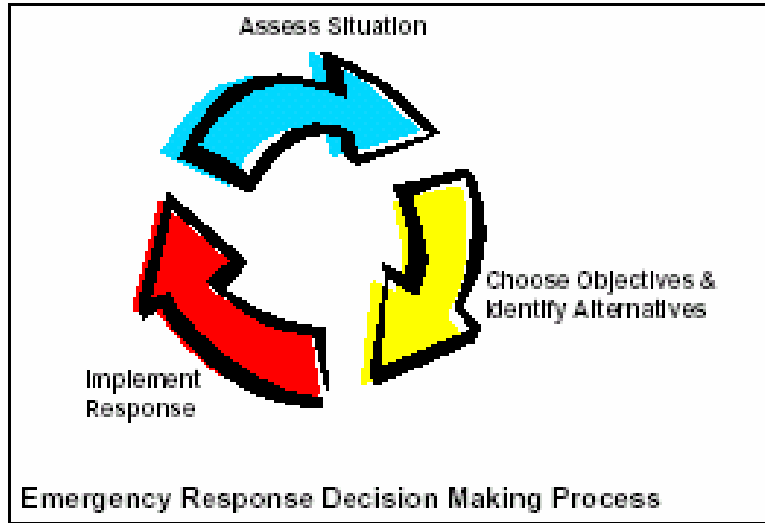 Assess Situation
Choose Objectives &
Identify Alternatives
Implement
Response
Emergency Response Decision Making Process